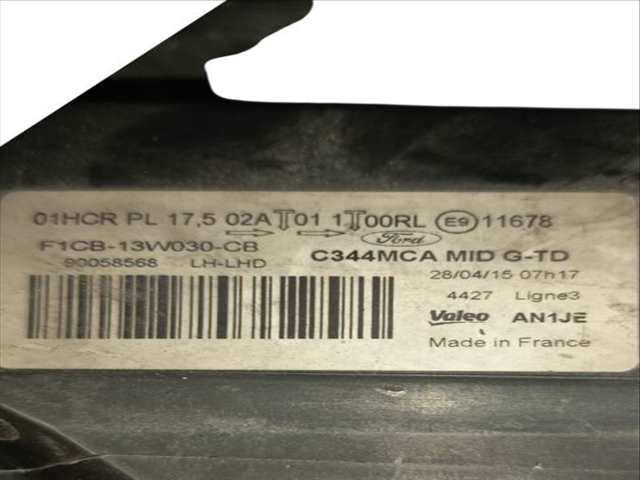 01HCR PL 17,5 02A 01 1 00RL E9 11678
F1CB-13W030-CB Ford C344MCA MID G-TD
90058568 LH-LHD
28/04/15 07h17
4427 Ligne3
Valeo AN1JE
Made in France